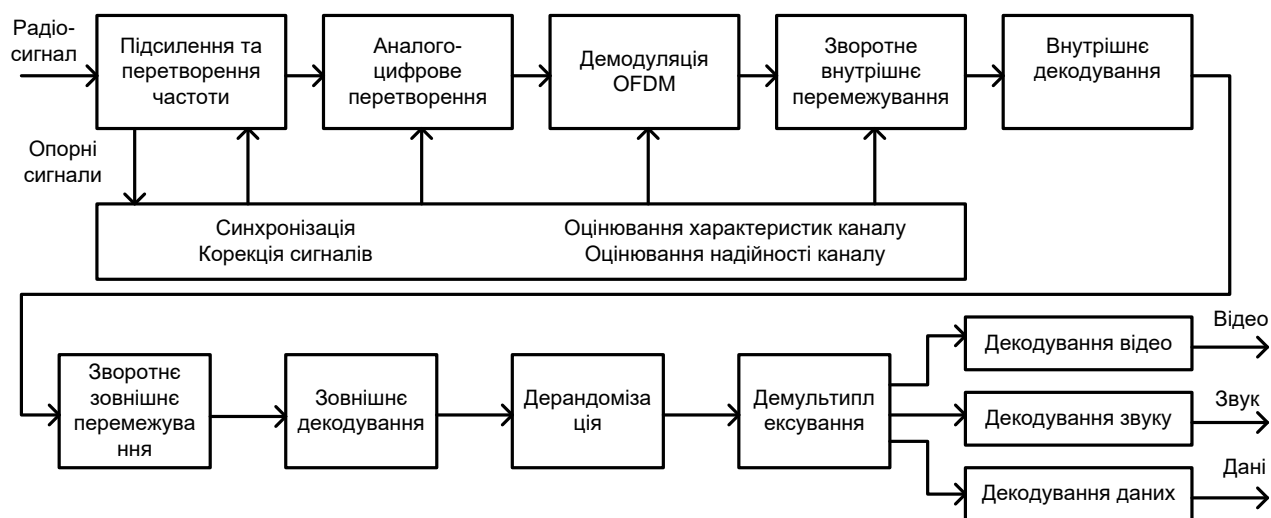 Радіо-
сигнал
Підсилення та
перетворення
частоти
Аналого-
цифрове
перетворення
Демодуляція
OFDM
Зворотне
внутрішнє
перемежування
Внутрішнє
декодування
Опорні
сигнали
Синхронізація
Корекція сигналів
Оцінювання характеристик каналу
Оцінювання надійності каналу
Зворотнє
зовнішнє
перемежува
ння
Зовнішнє
декодування
Дерандоміза
ція
Демультипл
ексування
Декодування відео
Відео
Декодування звуку
Звук
Декодування даних
Дані